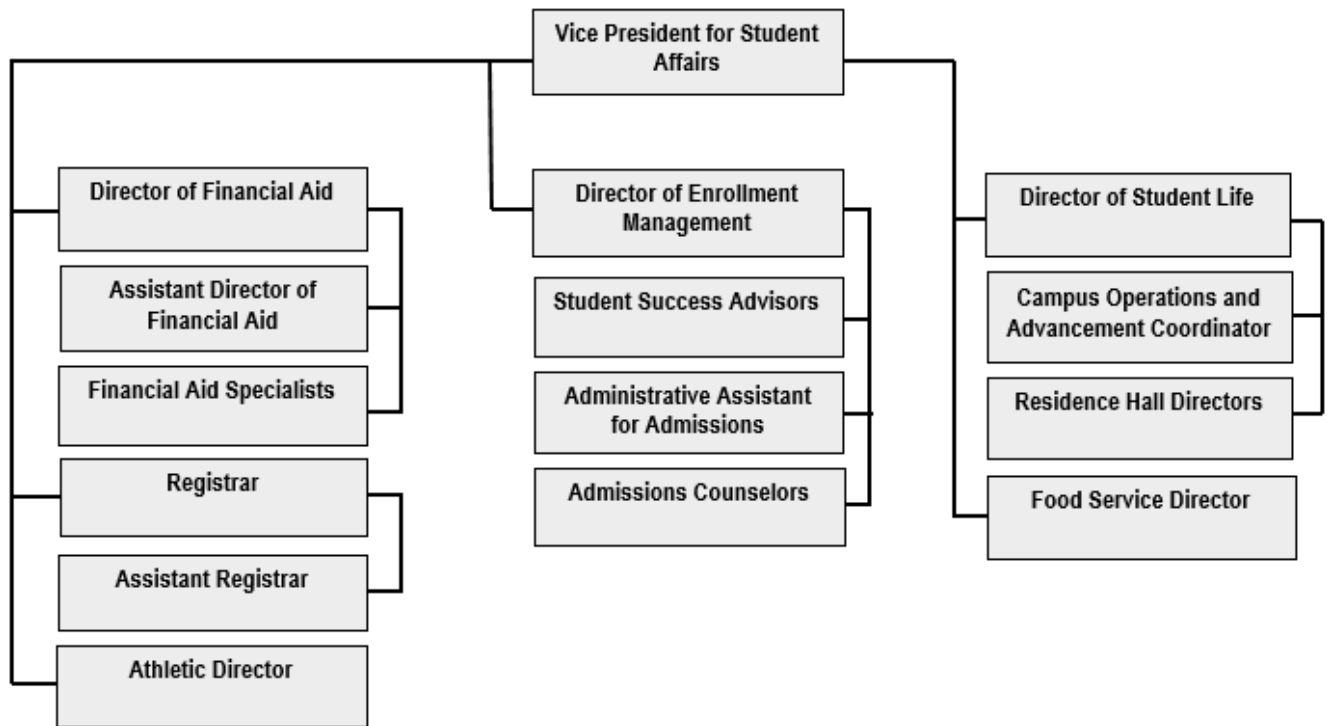 Vice President for Student
Affairs
Director of Financial Aid
Assistant Director of
Financial Aid
Financial Aid Specialists
Registrar
Assistant Registrar
Athletic Director
Director of Enrollment
Management
Student Success Advisors
Administrative Assistant
for Admissions
Admissions Counselors
Director of Student Life
Campus Operations and
Advancement Coordinator
Residence Hall Directors
Food Service Director